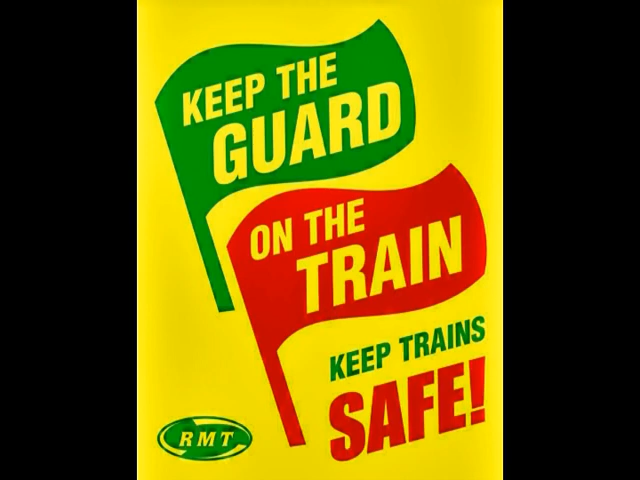 KEEP THE
GUARD
ON THE
TRAIN
KEEP TRAINS
SAFE!
RMT